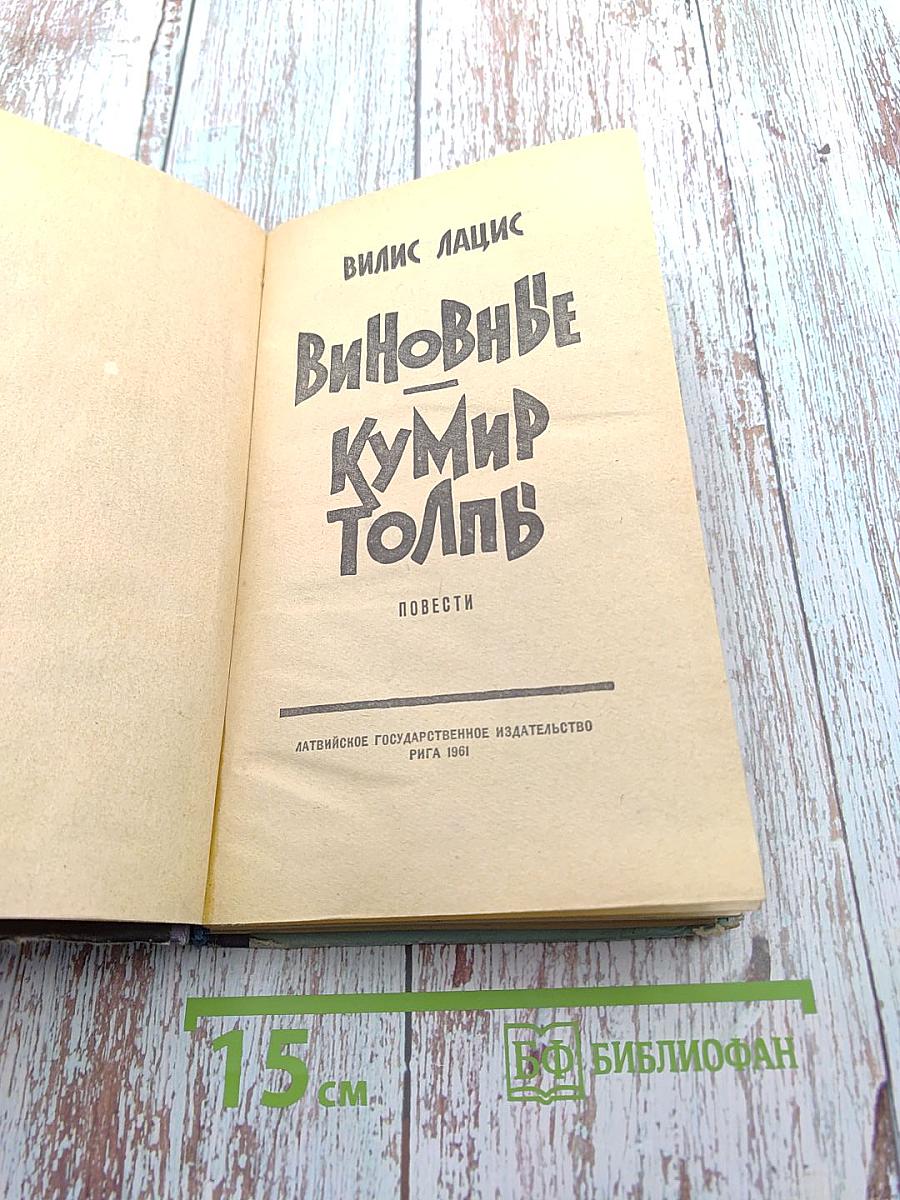 ВИЛИС ЛАЦИС
ВИНОВНЫЕ
КУМИР
ТОЛПЫ
ПОВЕСТИ
ЛАТВИЙСКОЕ ГОСУДАРСТВЕННОЕ ИЗДАТЕЛЬСТВО
РИГА 1961
15 см
БФ БИБЛИОФАН